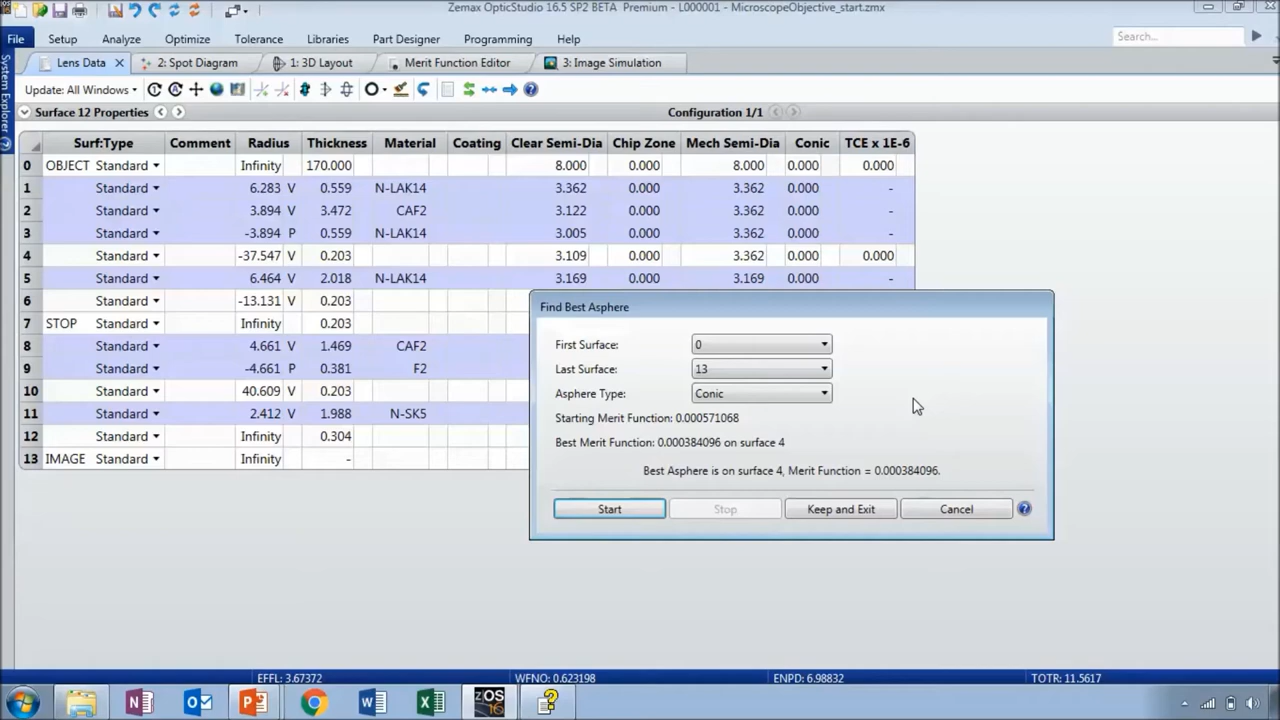 Zemax OpticStudio 16.5 SP2 BETA Premium - L000001 - MicroscopeObjective_start.zmx
File Setup Analyze Optimize Tolerance Libraries Part Designer Programming Help Search...
Lens Data 2: Spot Diagram 1: 3D Layout Merit Function Editor 3: Image Simulation
System Explorer
Update: All Windows
Surface 12 Properties Configuration 1/1
Surf:Type Comment Radius Thickness Material Coating Clear Semi-Dia Chip Zone Mech Semi-Dia Conic TCE x 1E-6
0 OBJECT Standard Infinity 170.000 8.000 0.000 8.000 0.000 0.000
1 Standard 6.283 V 0.559 N-LAK14 3.362 0.000 3.362 0.000 -
2 Standard 3.894 V 3.472 CAF2 3.122 0.000 3.362 0.000 -
3 Standard -3.894 P 0.559 N-LAK14 3.005 0.000 3.362 0.000 -
4 Standard -37.547 V 0.203 3.109 0.000 3.362 0.000 0.000
5 Standard 6.464 V 2.018 N-LAK14 3.169 0.000 3.169 0.000 -
6 Standard -13.131 V 0.203
7 STOP Standard Infinity 0.203
8 Standard 4.661 V 1.469 CAF2
9 Standard -4.661 P 0.381 F2
10 Standard 40.609 V 0.203
11 Standard 2.412 V 1.988 N-SK5
12 Standard Infinity 0.304
13 IMAGE Standard Infinity -
Find Best Asphere
First Surface: 0
Last Surface: 13
Asphere Type: Conic
Starting Merit Function: 0.000571068
Best Merit Function: 0.000384096 on surface 4
Best Asphere is on surface 4, Merit Function = 0.000384096.
Start Stop Keep and Exit Cancel
EFFL: 3.67372 WFNO: 0.623198 ENPD: 6.98832 TOTR: 11.5617